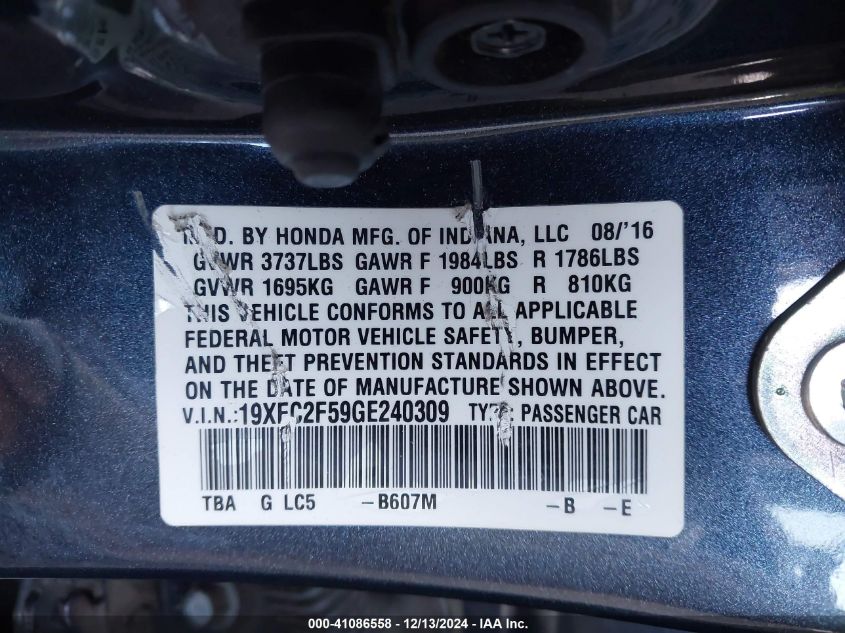 MFD. BY HONDA MFG. OF INDIANA, LLC 08/'16
GVWR 3737LBS GAWR F 1984LBS R 1786LBS
GVWR 1695KG GAWR F 900KG R 810KG
THIS VEHICLE CONFORMS TO ALL APPLICABLE
FEDERAL MOTOR VEHICLE SAFETY, BUMPER,
AND THEFT PREVENTION STANDARDS IN EFFECT
ON THE DATE OF MANUFACTURE SHOWN ABOVE.
V.I.N.:19XFC2F59GE240309 TYPE: PASSENGER CAR
TBA G LC5 -B607M -B -E
000-41086558 - 12/13/2024 - © IAA Inc.